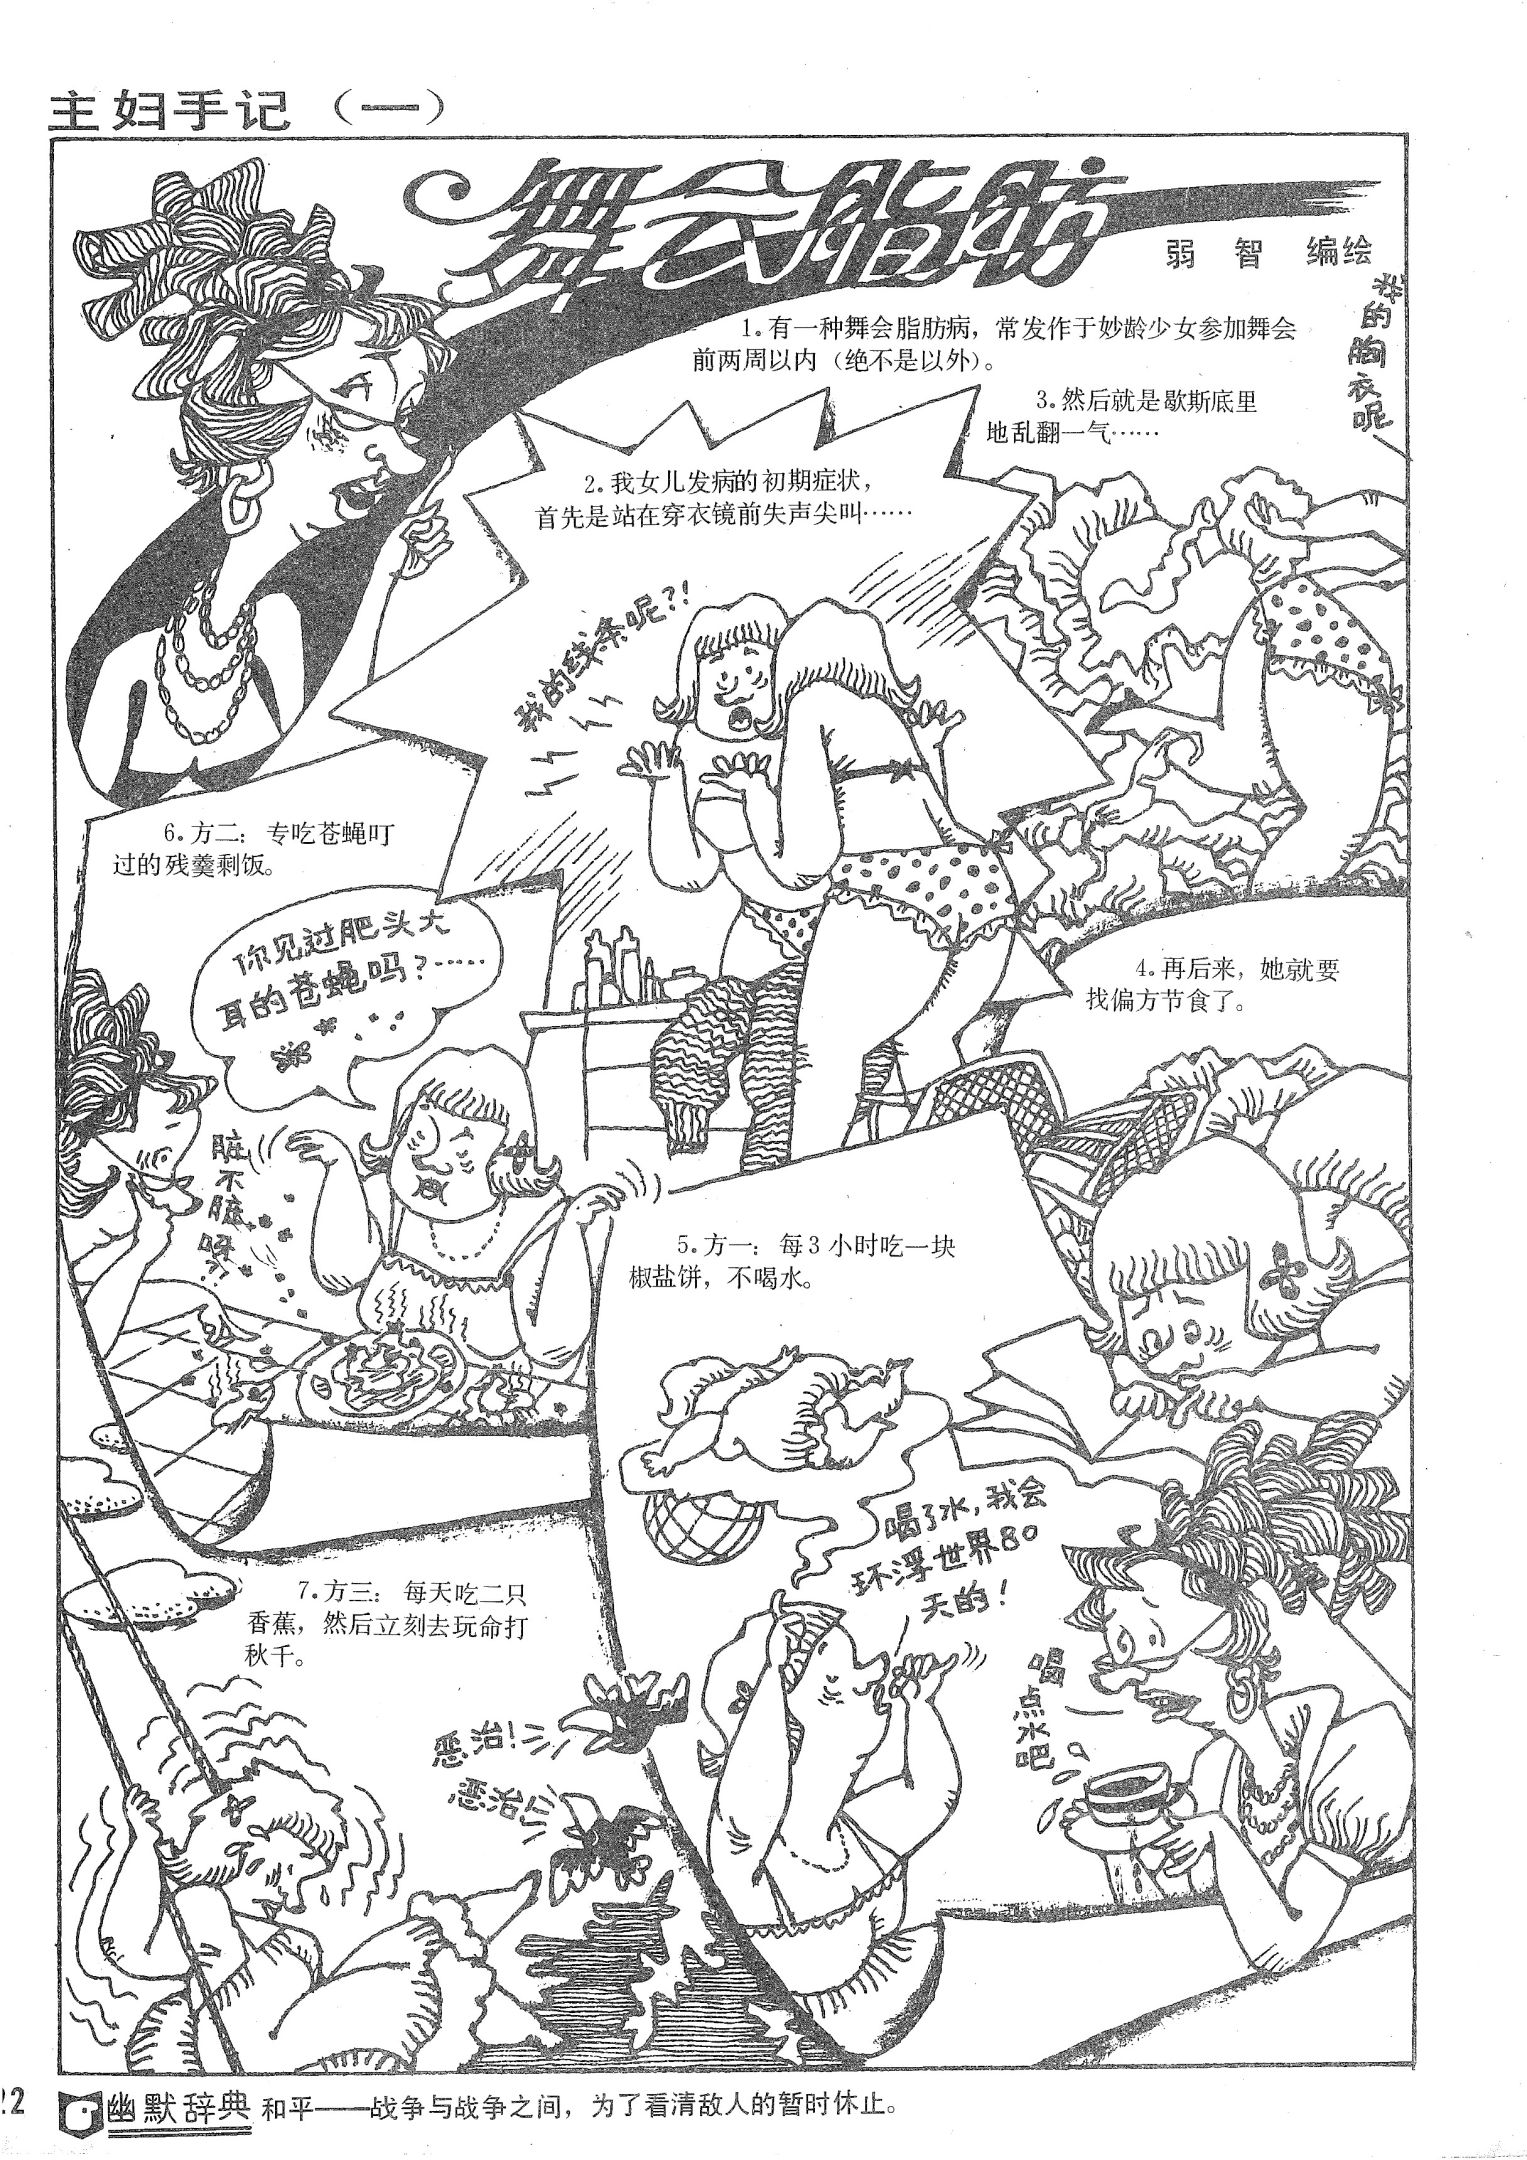 主妇手记（一）
舞会脂肪
弱智 编绘
1。有一种舞会脂肪病，常发作于妙龄少女参加舞会
前两周以内（绝不是以外）。
2。我女儿发病的初期症状，
首先是站在穿衣镜前失声尖叫……
我的线条呢？！
3。然后就是歇斯底里
地乱翻一气……
的胸衣呢
4。再后来，她就要
找偏方节食了。
5。方一：每3小时吃一块
椒盐饼，不喝水。
喝了水，我会
环浮世界80
天的！
喝点水吧
6。方二：专吃苍蝇叮
过的残羹剩饭。
你见过肥头大
耳的苍蝇吗？……
脏不脏呀？！
7。方三：每天吃二只
香蕉，然后立刻去玩命打
秋千。
恶治！
恶治！
22
幽默辞典 和平——战争与战争之间，为了看清敌人的暂时休止。